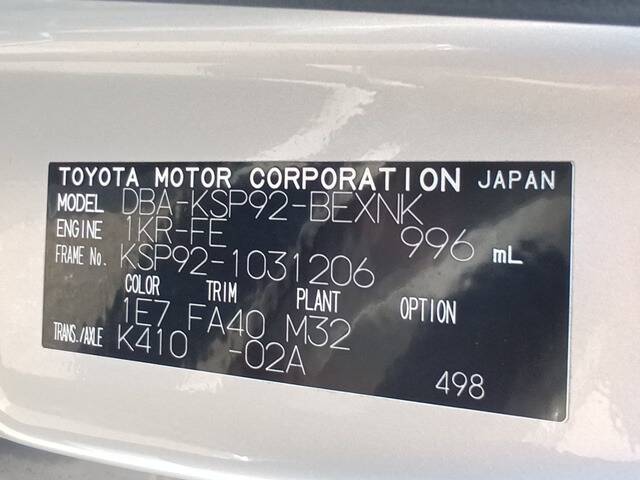 TOYOTA MOTOR CORPORATION JAPAN
MODEL DBA-KSP92-BEXNK
ENGINE 1KR-FE 996 mL
FRAME No. KSP92-1031206
COLOR TRIM PLANT OPTION
1E7 FA40 M32
TRANS./AXLE K410 -02A
498